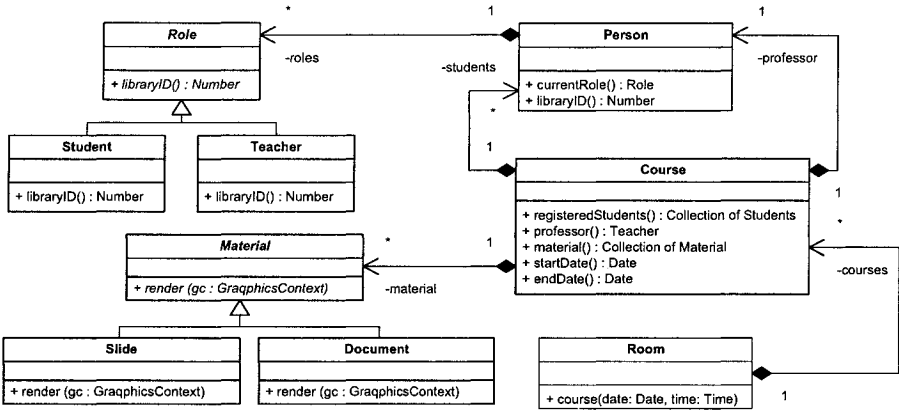 *
1
1
Role
Person
-roles
-students
-professor
+ libraryID() : Number
+ currentRole() : Role
+ libraryID() : Number
*
Student
Teacher
1
Course
1
+ libraryID() : Number
+ libraryID() : Number
+ registeredStudents() : Collection of Students
+ professor() : Teacher
+ material() : Collection of Material
+ startDate() : Date
+ endDate() : Date
*
Material
*
1
-courses
+ render (gc : GraqphicsContext)
-material
Slide
Document
Room
+ render (gc : GraqphicsContext)
+ render (gc : GraqphicsContext)
+ course(date: Date, time: Time)
1